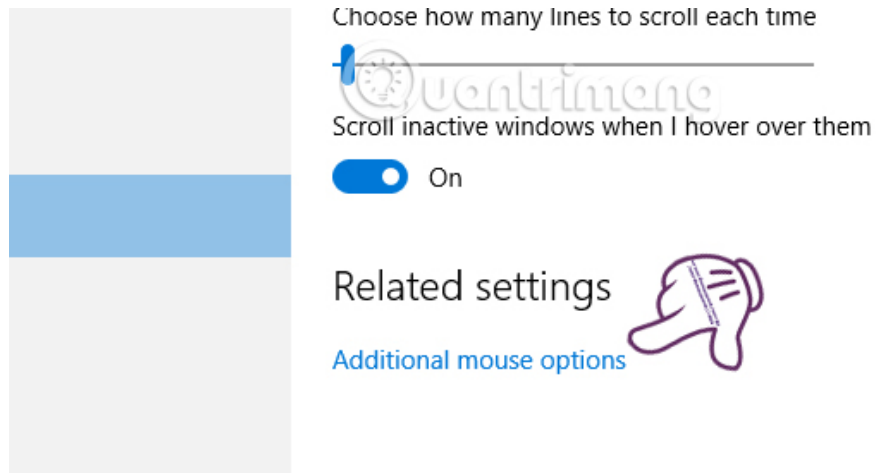 Choose how many lines to scroll each time
Quantrimang
Scroll inactive windows when I hover over them
On
Related settings
Additional mouse options